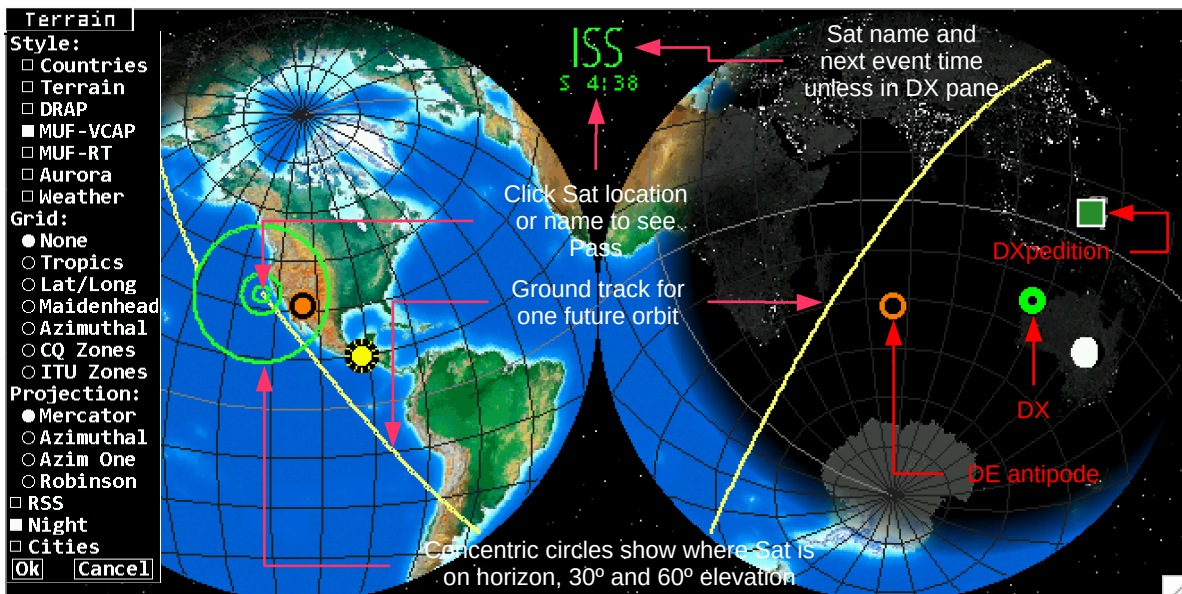 Terrain
Style:
Countries
Terrain
DRAP
MUF-VCAP
MUF-RT
Aurora
Weather
Grid:
None
Tropics
Lat/Long
Maidenhead
Azimuthal
CQ Zones
ITU Zones
Projection:
Mercator
Azimuthal
Azim One
Robinson
RSS
Night
Cities
Ok Cancel
ISS
S 4:38
Sat name and
next event time
unless in DX pane
Click Sat location
or name to see
Pass
Ground track for
one future orbit
DXpedition
DX
DE antipode
Concentric circles show where Sat is
on horizon, 30º and 60º elevation